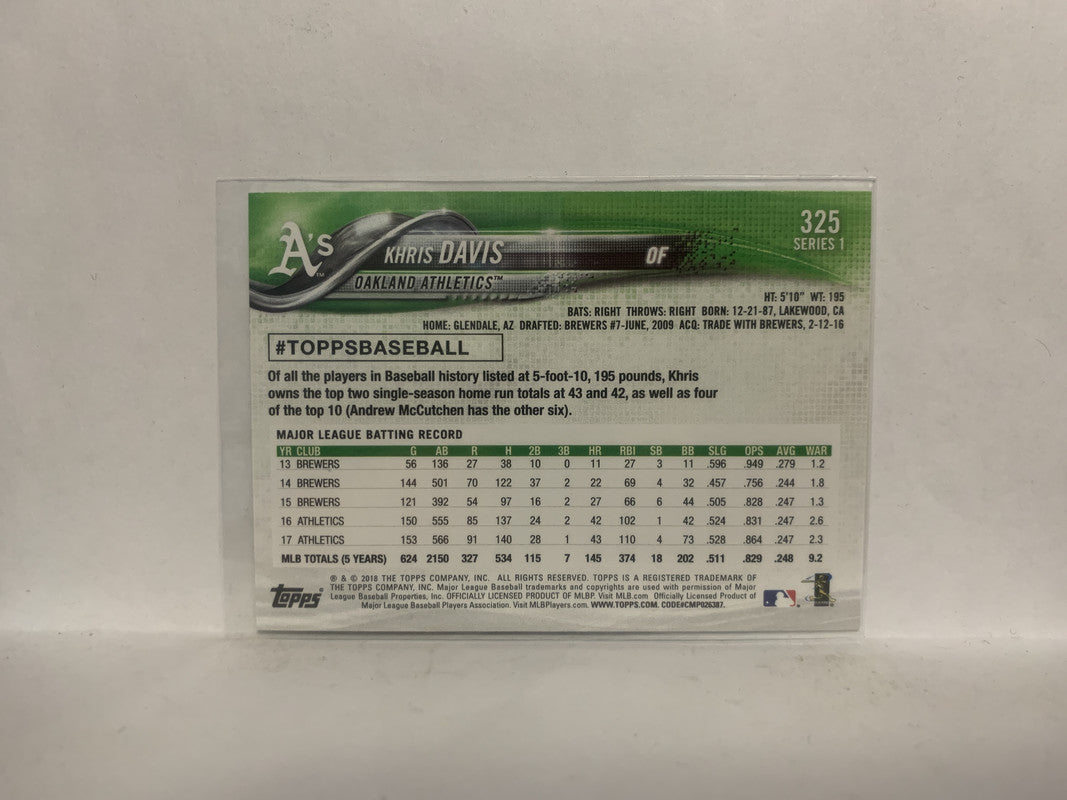 A's™
325
SERIES 1
KHRIS DAVIS OF
OAKLAND ATHLETICS™
HT: 5'10" WT: 195
BATS: RIGHT THROWS: RIGHT BORN: 12-21-87, LAKEWOOD, CA
HOME: GLENDALE, AZ DRAFTED: BREWERS #7-JUNE, 2009 ACQ: TRADE WITH BREWERS, 2-12-16
#TOPPSBASEBALL
Of all the players in Baseball history listed at 5-foot-10, 195 pounds, Khris
owns the top two single-season home run totals at 43 and 42, as well as four
of the top 10 (Andrew McCutchen has the other six).
MAJOR LEAGUE BATTING RECORD
YR CLUB G AB R H 2B 3B HR RBI SB BB SLG OPS AVG WAR
13 BREWERS 56 136 27 38 10 0 11 27 3 11 .596 .949 .279 1.2
14 BREWERS 144 501 70 122 37 2 22 69 4 32 .457 .756 .244 1.8
15 BREWERS 121 392 54 97 16 2 27 66 6 44 .505 .828 .247 1.3
16 ATHLETICS 150 555 85 137 24 2 42 102 1 42 .524 .831 .247 2.6
17 ATHLETICS 153 566 91 140 28 1 43 110 4 73 .528 .864 .247 2.3
MLB TOTALS (5 YEARS) 624 2150 327 534 115 7 145 374 18 202 .511 .829 .248 9.2
Topps®
® & © 2018 THE TOPPS COMPANY, INC. ALL RIGHTS RESERVED. TOPPS IS A REGISTERED TRADEMARK OF
THE TOPPS COMPANY, INC. Major League Baseball trademarks and copyrights are used with permission of Major
League Baseball Properties, Inc. OFFICIALLY LICENSED PRODUCT OF MLBP. Visit MLB.com Officially Licensed Product of
Major League Baseball Players Association. Visit MLBPlayers.com. WWW.TOPPS.COM. CODE#CMP026387.